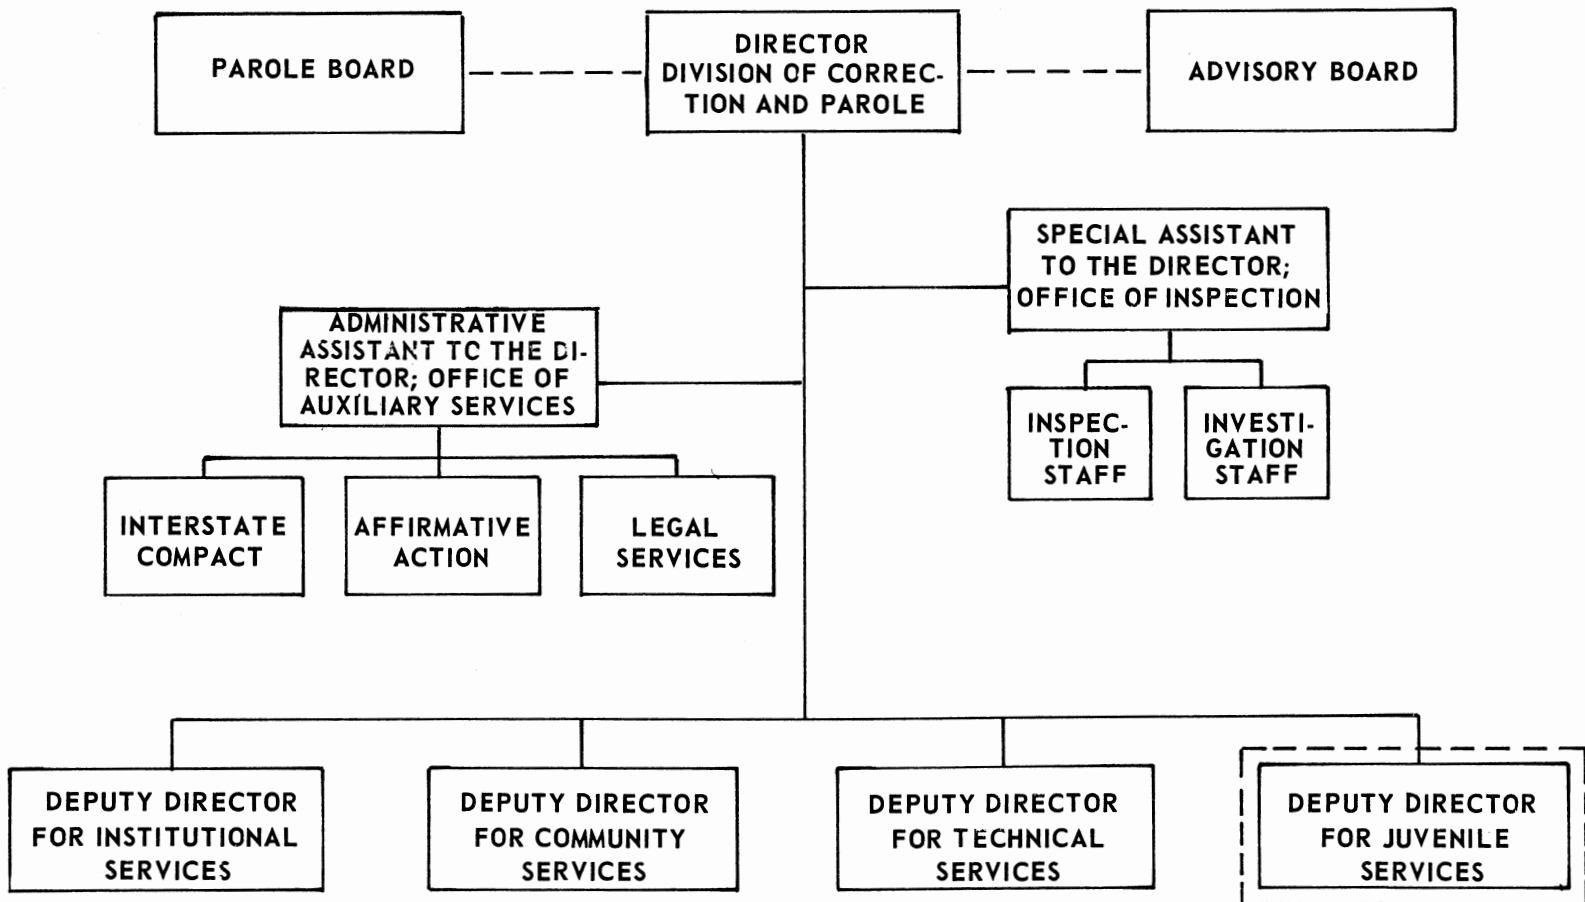 PAROLE BOARD
DIRECTOR
DIVISION OF CORREC-
TION AND PAROLE
ADVISORY BOARD
SPECIAL ASSISTANT
TO THE DIRECTOR;
OFFICE OF INSPECTION
ADMINISTRATIVE
ASSISTANT TO THE DI-
RECTOR; OFFICE OF
AUXILIARY SERVICES
INSPEC-
TION
STAFF
INVESTI-
GATION
STAFF
INTERSTATE
COMPACT
AFFIRMATIVE
ACTION
LEGAL
SERVICES
DEPUTY DIRECTOR
FOR INSTITUTIONAL
SERVICES
DEPUTY DIRECTOR
FOR COMMUNITY
SERVICES
DEPUTY DIRECTOR
FOR TECHNICAL
SERVICES
DEPUTY DIRECTOR
FOR JUVENILE
SERVICES